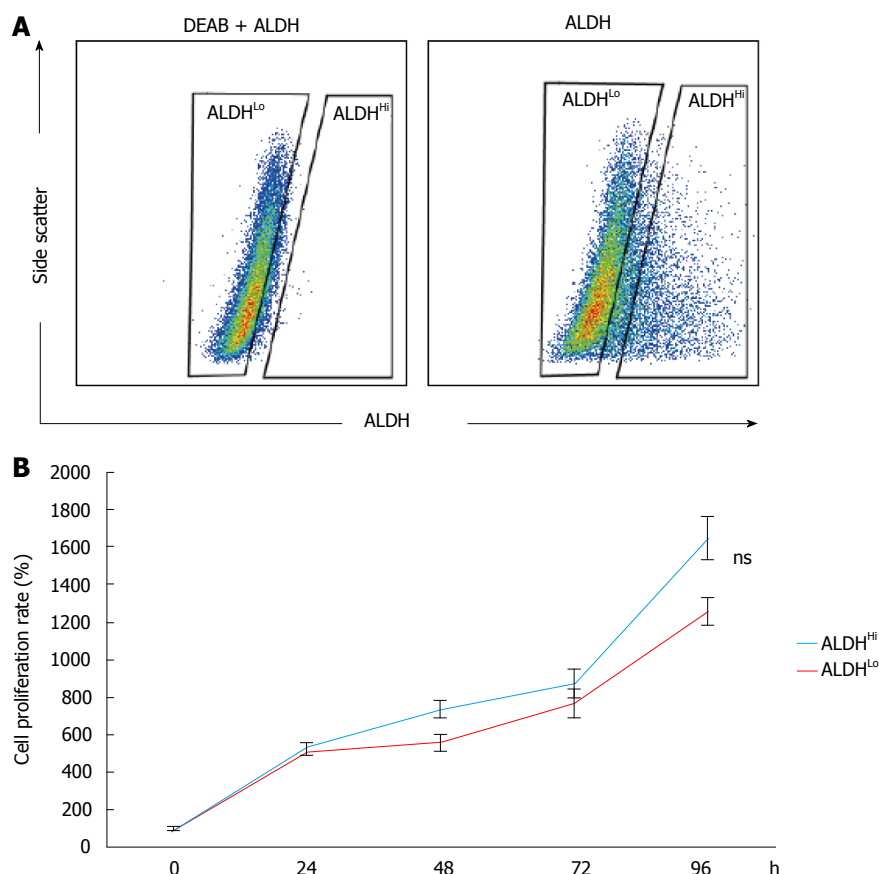 A
DEAB + ALDH
ALDH
ALDHLo
ALDHHi
ALDHLo
ALDHHi
Side scatter
ALDH
B
Cell proliferation rate (%)
2000
1800
1600
1400
1200
1000
800
600
400
200
0
ns
ALDHHi
ALDHLo
0 24 48 72 96 h